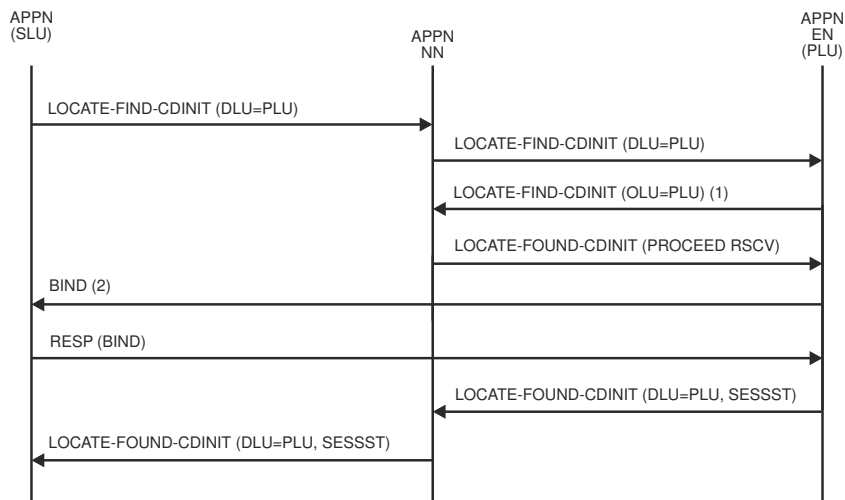 APPN
(SLU)
APPN
NN
APPN
EN
(PLU)
LOCATE-FIND-CDINIT (DLU=PLU)
LOCATE-FIND-CDINIT (DLU=PLU)
LOCATE-FIND-CDINIT (OLU=PLU) (1)
LOCATE-FOUND-CDINIT (PROCEED RSCV)
BIND (2)
RESP (BIND)
LOCATE-FOUND-CDINIT (DLU=PLU, SESSST)
LOCATE-FOUND-CDINIT (DLU=PLU, SESSST)